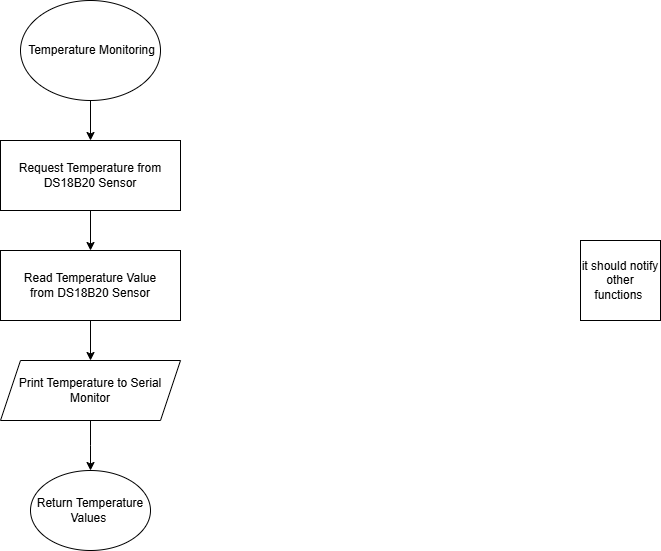 Temperature Monitoring
Request Temperature from
DS18B20 Sensor
Read Temperature Value
from DS18B20 Sensor
Print Temperature to Serial
Monitor
Return Temperature
Values
it should notify
other
functions